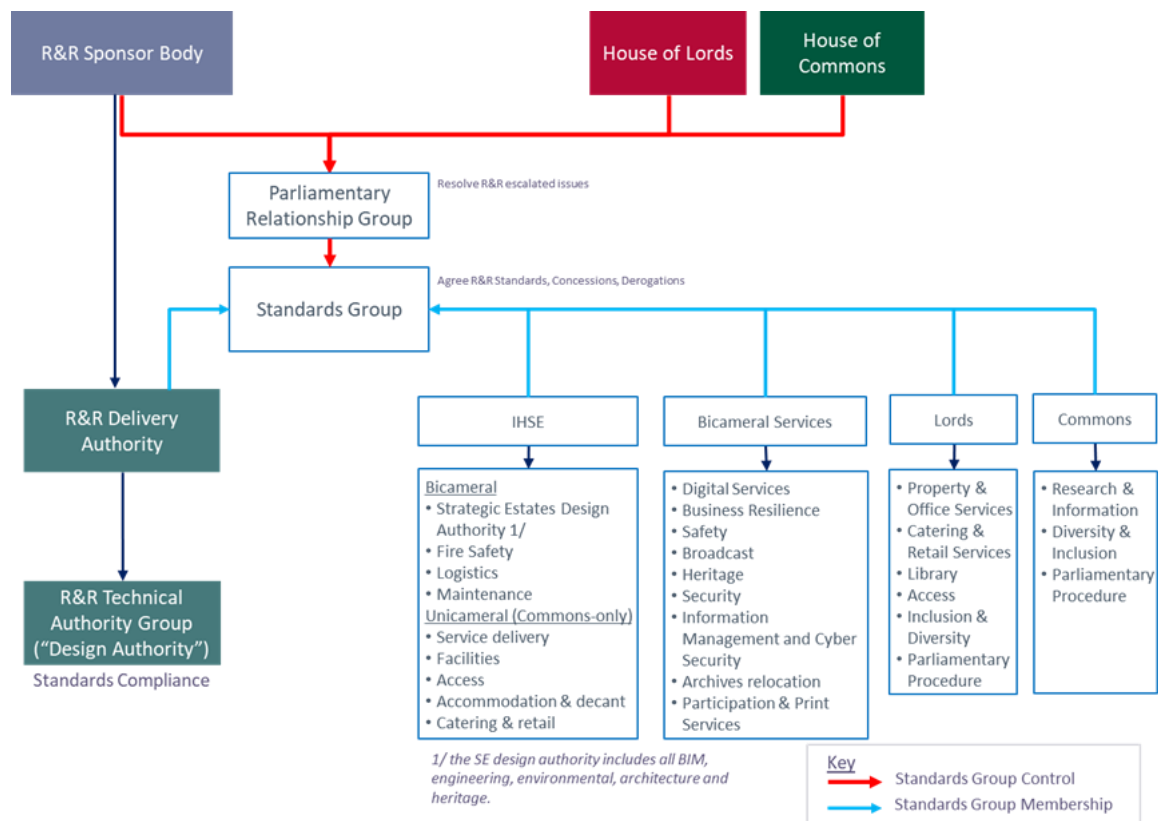 R&R Sponsor Body
House of Lords
House of
Commons
Parliamentary
Relationship Group
Resolve R&R escalated issues
Standards Group
Agree R&R Standards, Concessions, Derogations
R&R Delivery
Authority
R&R Technical
Authority Group
(“Design Authority”)
Standards Compliance
IHSE
Bicameral
• Strategic Estates Design
Authority 1/
• Fire Safety
• Logistics
• Maintenance
Unicameral (Commons-only)
• Service delivery
• Facilities
• Access
• Accommodation & decant
• Catering & retail
Bicameral Services
• Digital Services
• Business Resilience
• Safety
• Broadcast
• Heritage
• Security
• Information
Management and Cyber
Security
• Archives relocation
• Participation & Print
Services
Lords
• Property &
Office Services
• Catering &
Retail Services
• Library
• Access
• Inclusion &
Diversity
• Parliamentary
Procedure
Commons
• Research &
Information
• Diversity &
Inclusion
• Parliamentary
Procedure
1/ the SE design authority includes all BIM,
engineering, environmental, architecture and
heritage.
Key
Standards Group Control
Standards Group Membership